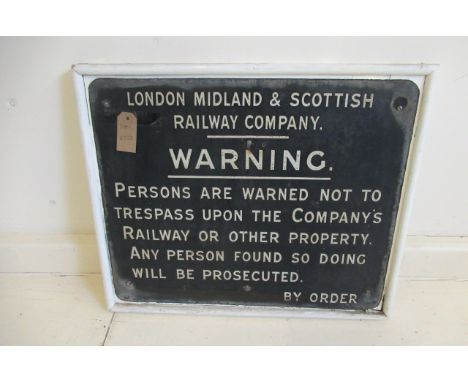 LONDON MIDLAND & SCOTTISH
RAILWAY COMPANY.
WARNING.
PERSONS ARE WARNED NOT TO
TRESPASS UPON THE COMPANY'S
RAILWAY OR OTHER PROPERTY.
ANY PERSON FOUND SO DOING
WILL BE PROSECUTED.
BY ORDER